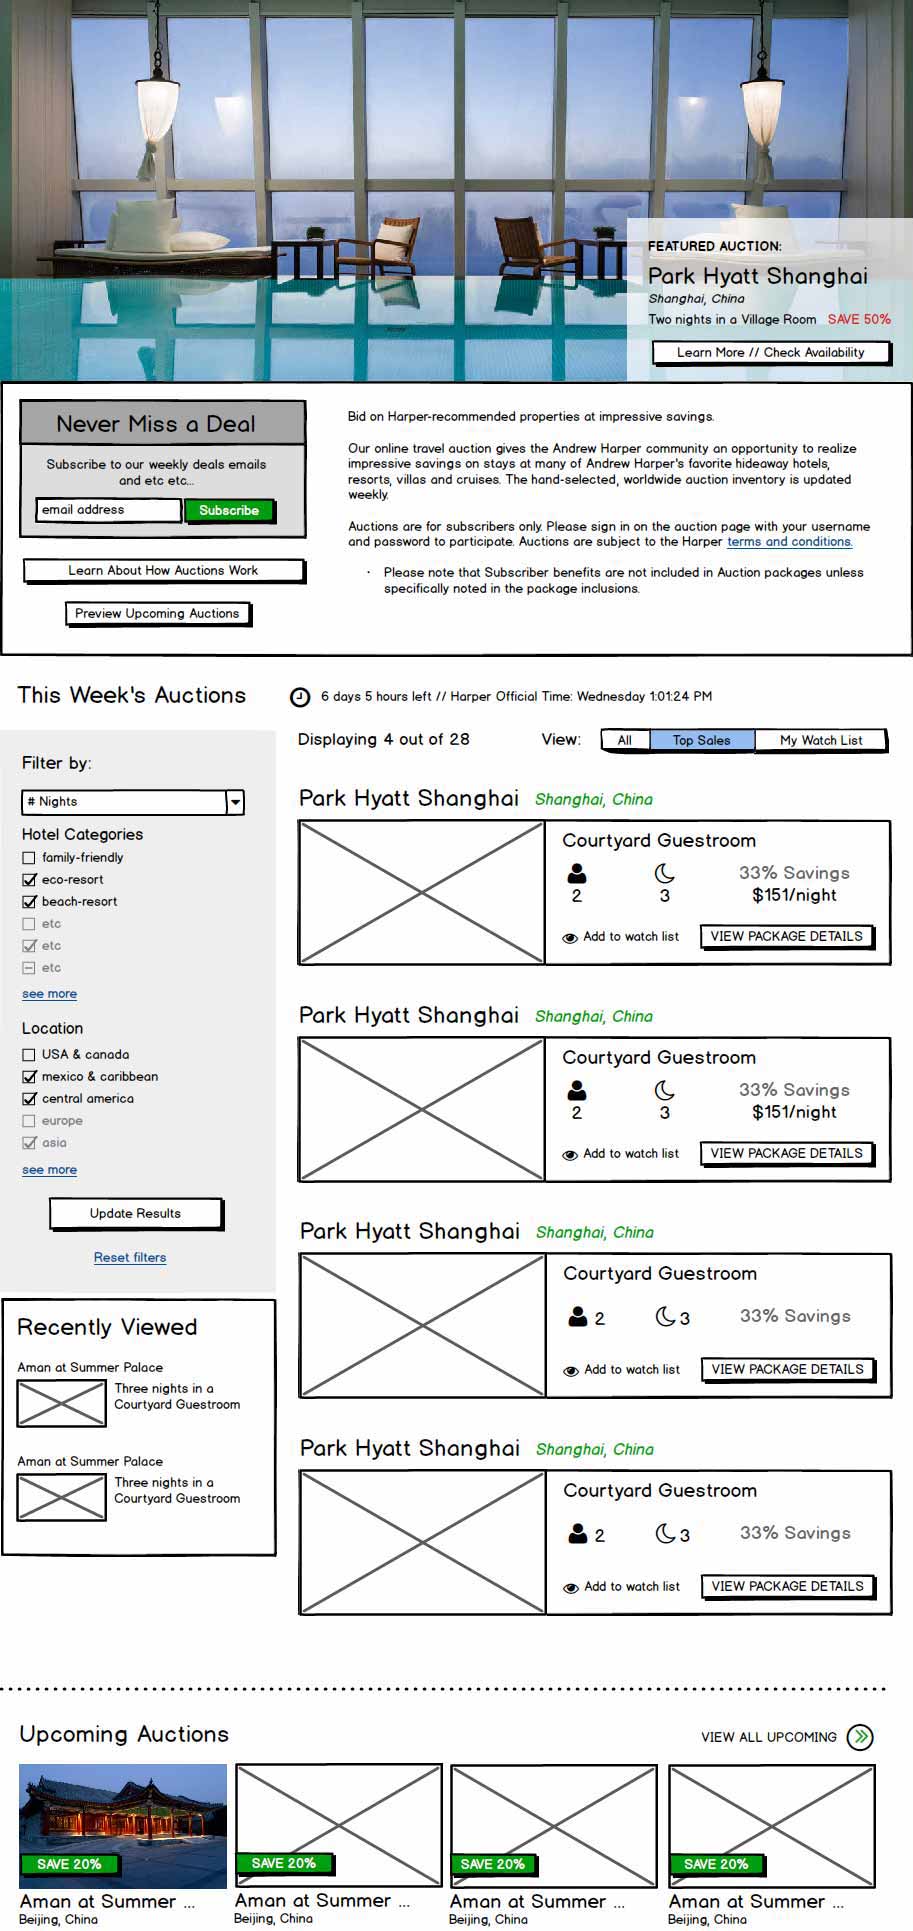 FEATURED AUCTION:
Park Hyatt Shanghai
Shanghai, China
Two nights in a Village Room SAVE 50%
Learn More // Check Availability
Never Miss a Deal
Subscribe to our weekly deals emails
and etc etc...
email address Subscribe
Learn About How Auctions Work
Preview Upcoming Auctions
Bid on Harper-recommended properties at impressive savings.
Our online travel auction gives the Andrew Harper community an opportunity to realize
impressive savings on stays at many of Andrew Harper's favorite hideaway hotels,
resorts, villas and cruises. The hand-selected, worldwide auction inventory is updated
weekly.
Auctions are for subscribers only. Please sign in on the auction page with your username
and password to participate. Auctions are subject to the Harper terms and conditions.
· Please note that Subscriber benefits are not included in Auction packages unless
specifically noted in the package inclusions.
This Week's Auctions
6 days 5 hours left // Harper Official Time: Wednesday 1:01:24 PM
Filter by:
# Nights
Hotel Categories
family-friendly
eco-resort
beach-resort
etc
etc
etc
see more
Location
USA & canada
mexico & caribbean
central america
europe
asia
see more
Update Results
Reset filters
Recently Viewed
Aman at Summer Palace
Three nights in a
Courtyard Guestroom
Aman at Summer Palace
Three nights in a
Courtyard Guestroom
Displaying 4 out of 28
View: All Top Sales My Watch List
Park Hyatt Shanghai Shanghai, China
Courtyard Guestroom
33% Savings
2 3 $151/night
Add to watch list VIEW PACKAGE DETAILS
Park Hyatt Shanghai Shanghai, China
Courtyard Guestroom
33% Savings
2 3 $151/night
Add to watch list VIEW PACKAGE DETAILS
Park Hyatt Shanghai Shanghai, China
Courtyard Guestroom
2 3 33% Savings
Add to watch list VIEW PACKAGE DETAILS
Park Hyatt Shanghai Shanghai, China
Courtyard Guestroom
2 3 33% Savings
Add to watch list VIEW PACKAGE DETAILS
Upcoming Auctions
VIEW ALL UPCOMING
SAVE 20%
Aman at Summer ...
Beijing, China
SAVE 20%
Aman at Summer ...
Beijing, China
SAVE 20%
Aman at Summer ...
Beijing, China
SAVE 20%
Aman at Summer ...
Beijing, China